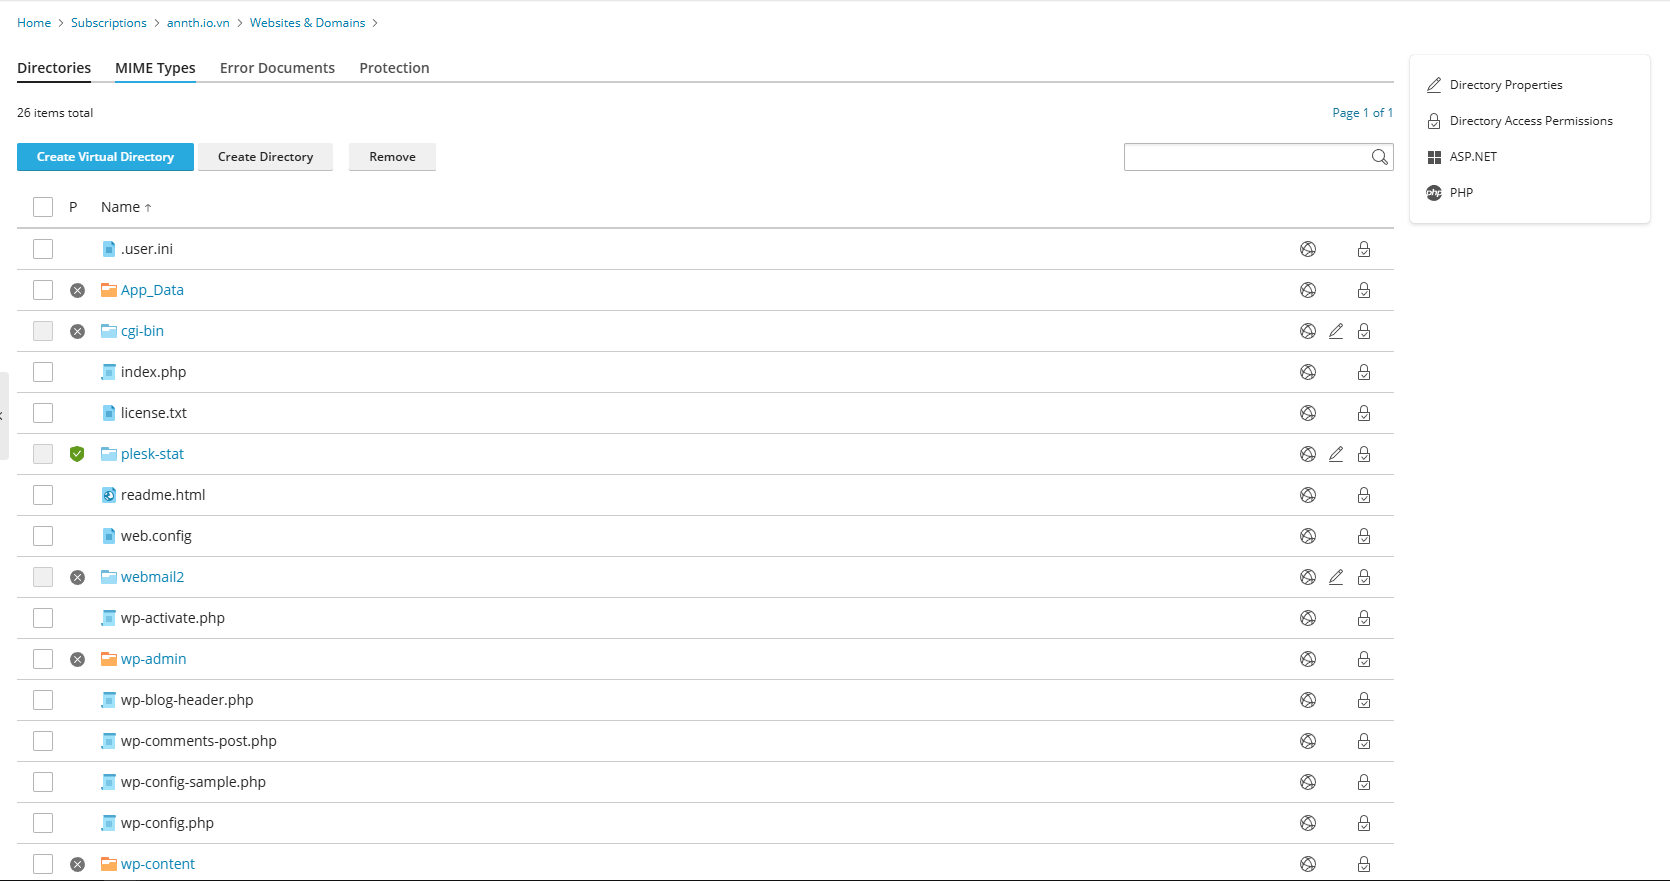 Home > Subscriptions > annth.io.vn > Websites & Domains >
Directories MIME Types Error Documents Protection
26 items total
Page 1 of 1
Create Virtual Directory Create Directory Remove
P Name ↑
.user.ini
App_Data
cgi-bin
index.php
license.txt
plesk-stat
readme.html
web.config
webmail2
wp-activate.php
wp-admin
wp-blog-header.php
wp-comments-post.php
wp-config-sample.php
wp-config.php
wp-content
Directory Properties
Directory Access Permissions
ASP.NET
php PHP